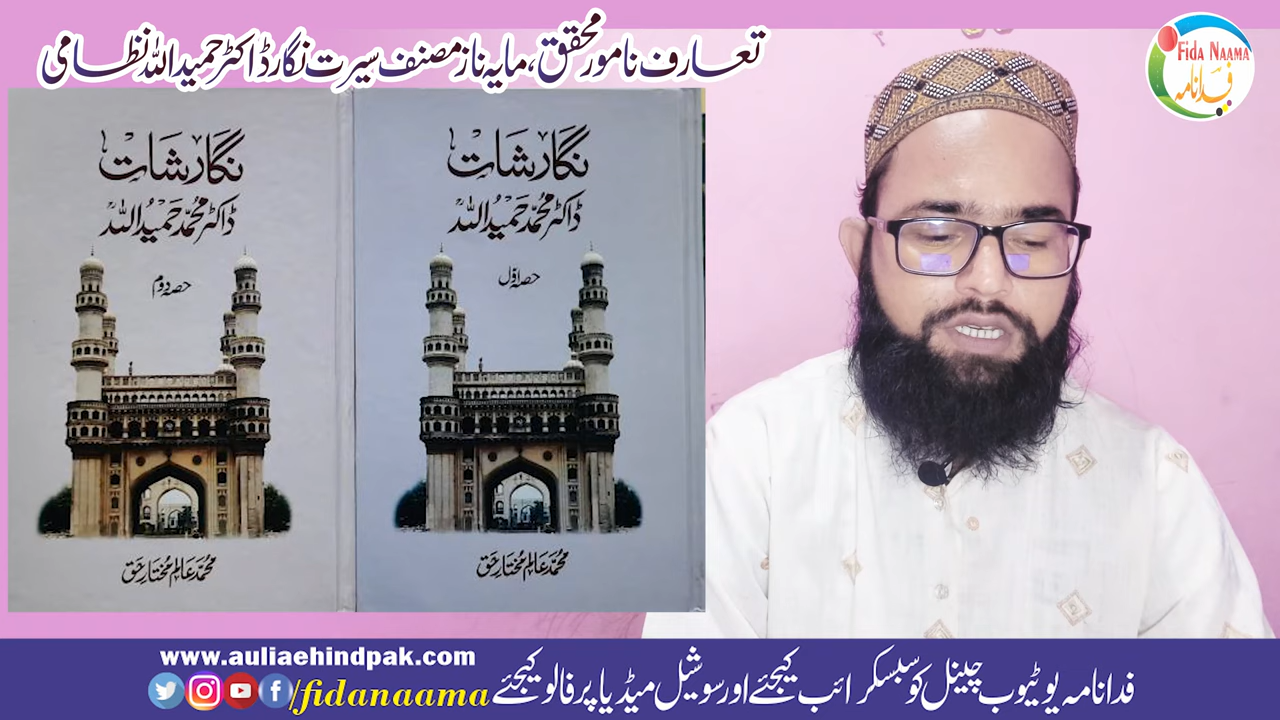 تعارف نامور محقق، مایہ ناز مصنف سیرت نگار ڈاکٹر حمید اللہ نظامی
Fida Naama
فدانامہ
نگارشات
ڈاکٹر محمد حمید اللہ
حصہ اول
محمد عالم مختار حق
نگارشات
ڈاکٹر محمد حمید اللہ
حصہ دوم
محمد عالم مختار حق
فدانامہ یوٹیوب چینل کو سبسکرائب کیجئے اور سوشیل میڈیا پر فالو کیجئے
www.auliaehindpak.com
/fidanaama